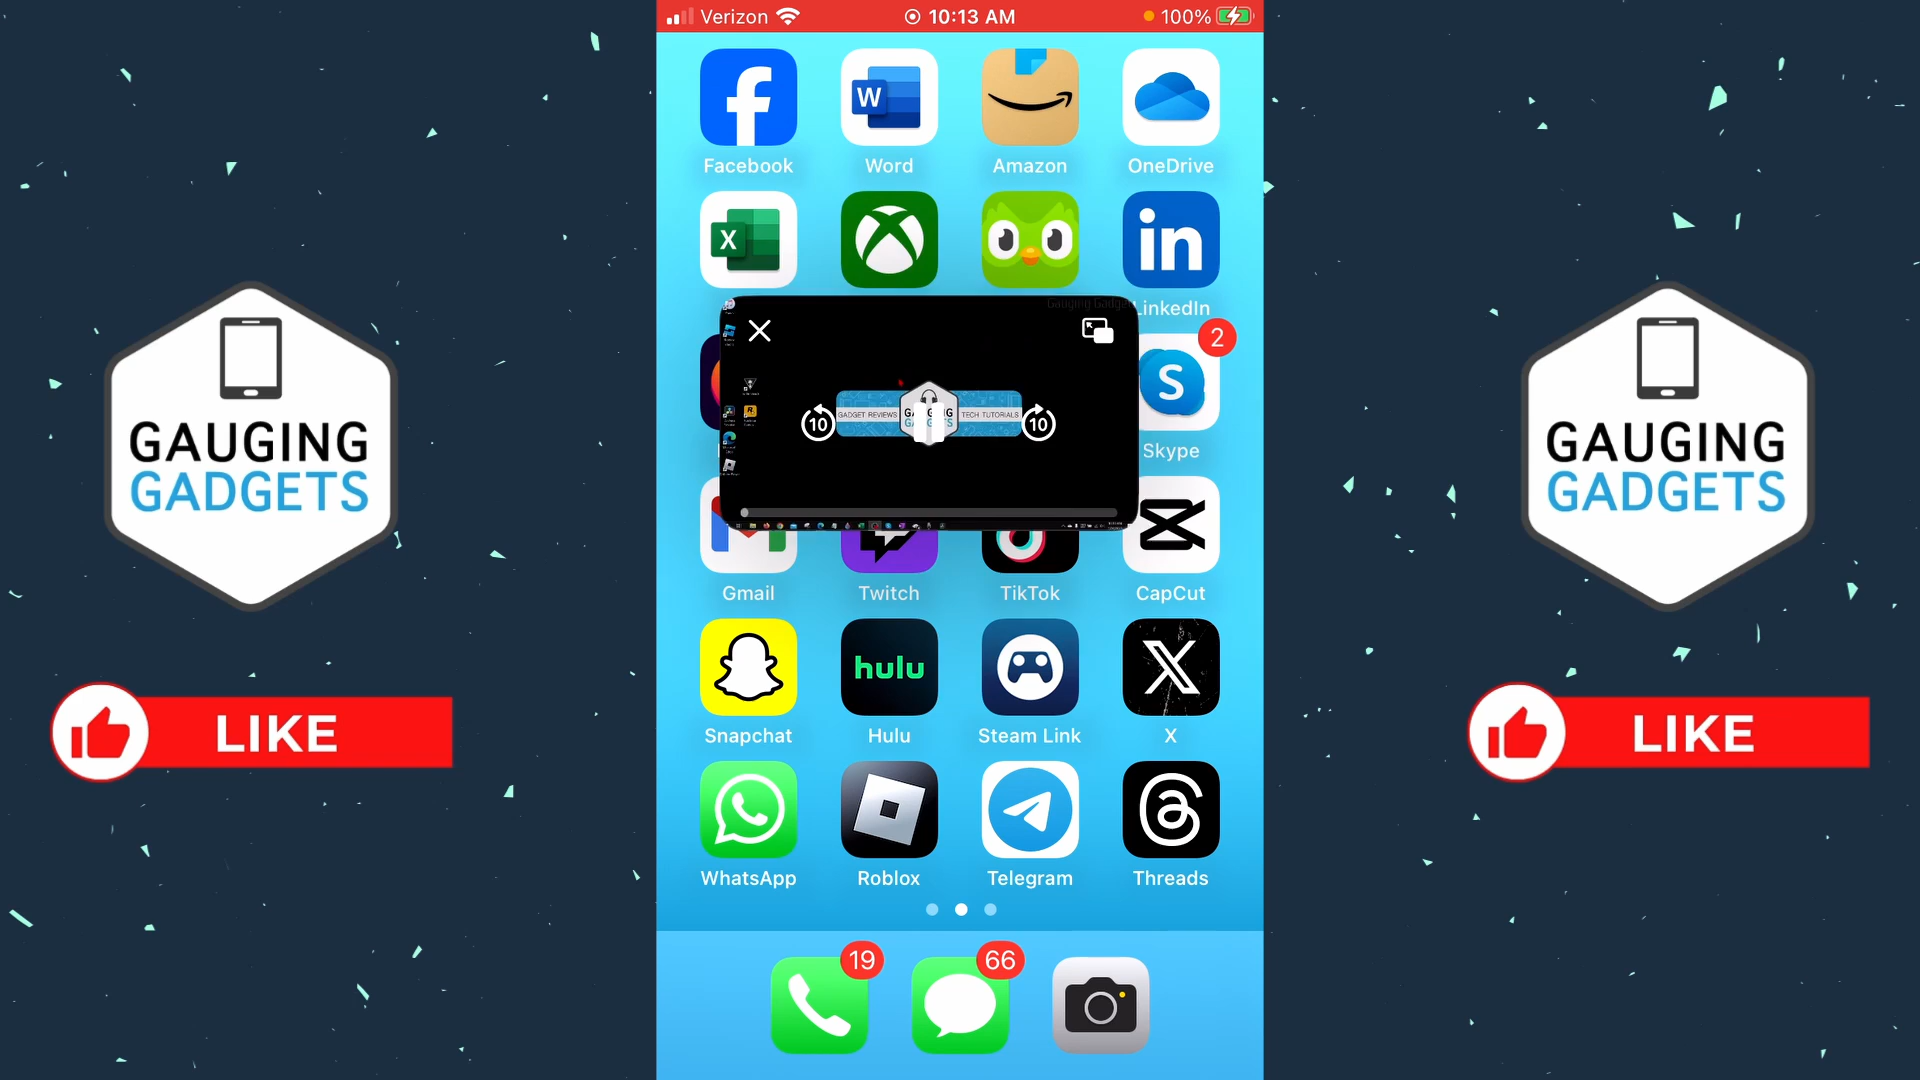 Verizon 10:13 AM 100%
Facebook Word Amazon OneDrive
W
X in
LinkedIn
2
S
10 GADGET REVIEWS TECH TUTORIALS 10
Skype
Gmail Twitch TikTok CapCut
hulu
Snapchat Hulu Steam Link X
WhatsApp Roblox Telegram Threads
19 66
GAUGING
GADGETS
LIKE
GAUGING
GADGETS
LIKE